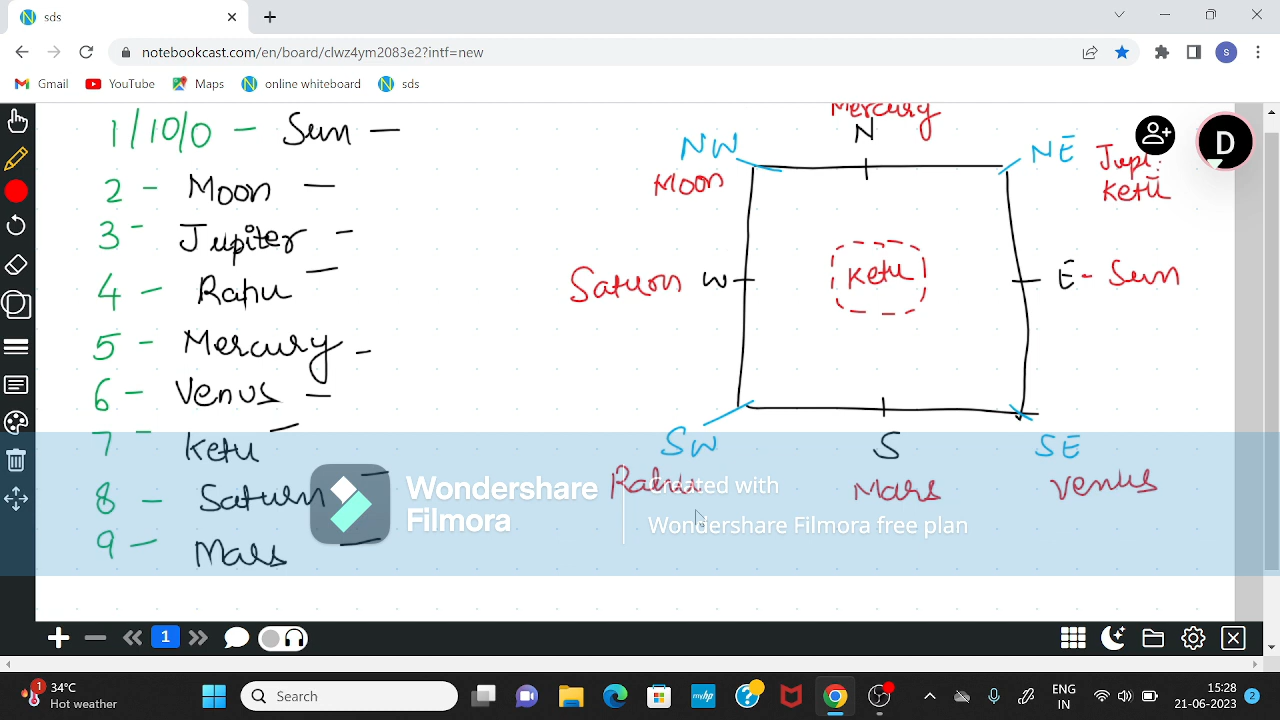 sds
notebookcast.com/en/board/clwz4ym2083e2?intf=new
S
Gmail YouTube Maps online whiteboard sds
1/10/0 - Sun -
2 - Moon -
3 - Jupiter -
4 - Rahu -
5 - Mercury -
6 - Venus -
7 - Ketu -
8 - Saturn -
9 - Mars -
Mercury
N
NW
Moon
NE
Jupi.
Ketu
D
Saturn W
Ketu
E - Sun
SW
Rahu
S
Mars
SE
Venus
Wondershare
Filmora
Created with
Wondershare Filmora free plan
1
1
34°C
Hot weather
Search
myhp
ENG
IN
15:28
21-06-2023
2